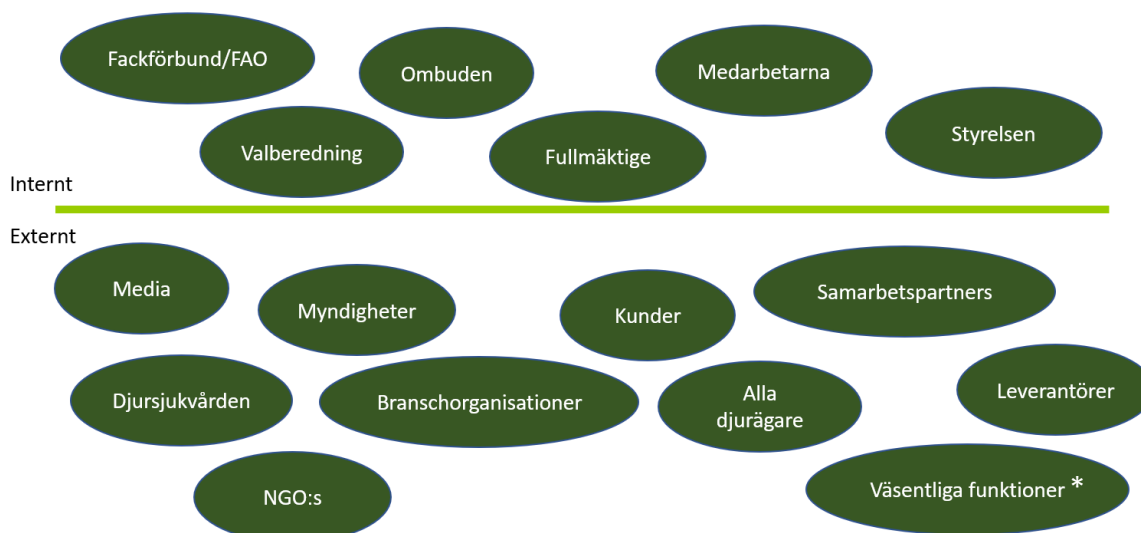 Fackförbund/FAO
Ombuden
Medarbetarna
Styrelsen
Valberedning
Fullmäktige
Internt
Externt
Media
Myndigheter
Kunder
Samarbetspartners
Djursjukvården
Branschorganisationer
Alla
djurägare
Leverantörer
NGO:s
Väsentliga funktioner *